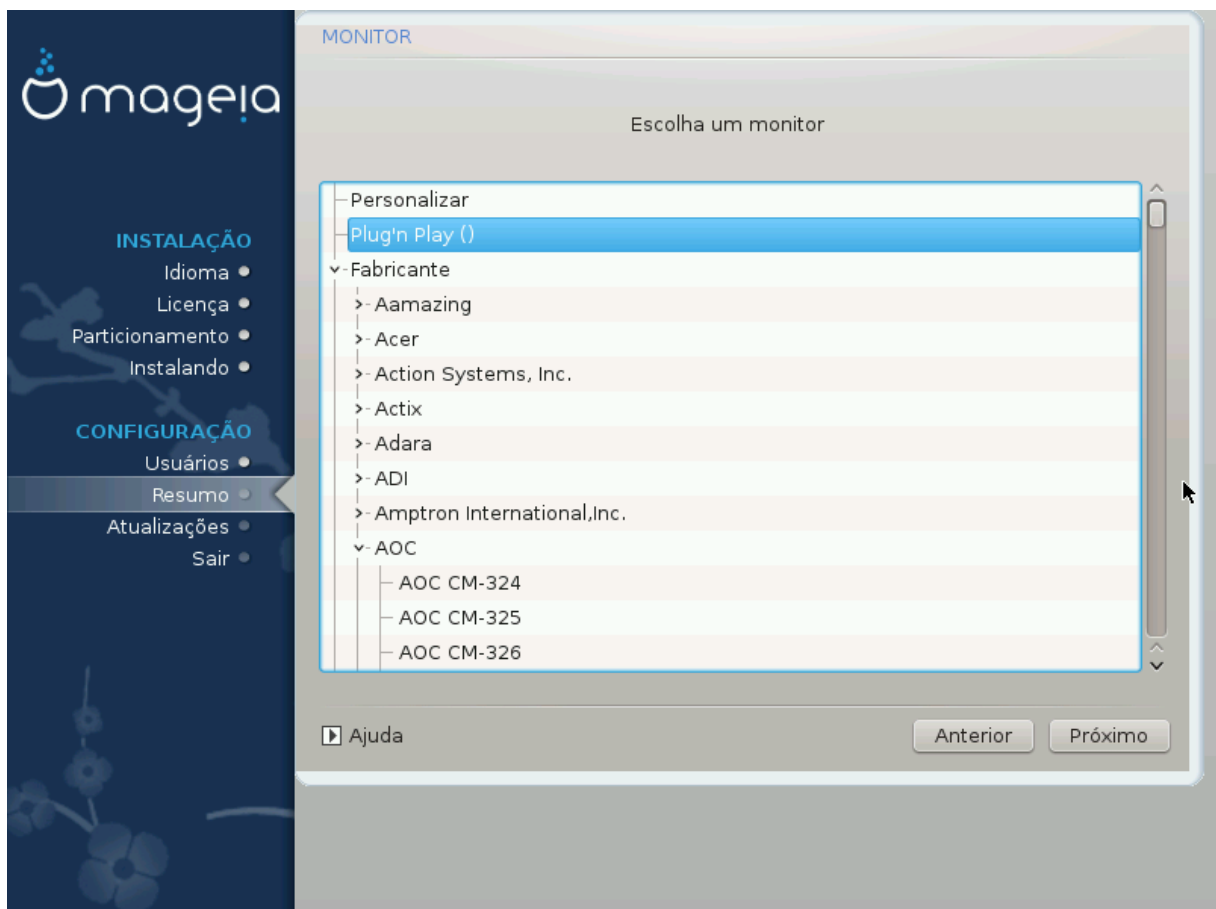 mageia
INSTALAÇÃO
Idioma
Licença
Particionamento
Instalando
CONFIGURAÇÃO
Usuários
Resumo
Atualizações
Sair
MONITOR
Escolha um monitor
Personalizar
Plug'n Play ()
Fabricante
Aamazing
Acer
Action Systems, Inc.
Actix
Adara
ADI
Amptron International,Inc.
AOC
AOC CM-324
AOC CM-325
AOC CM-326
Ajuda
Anterior
Próximo